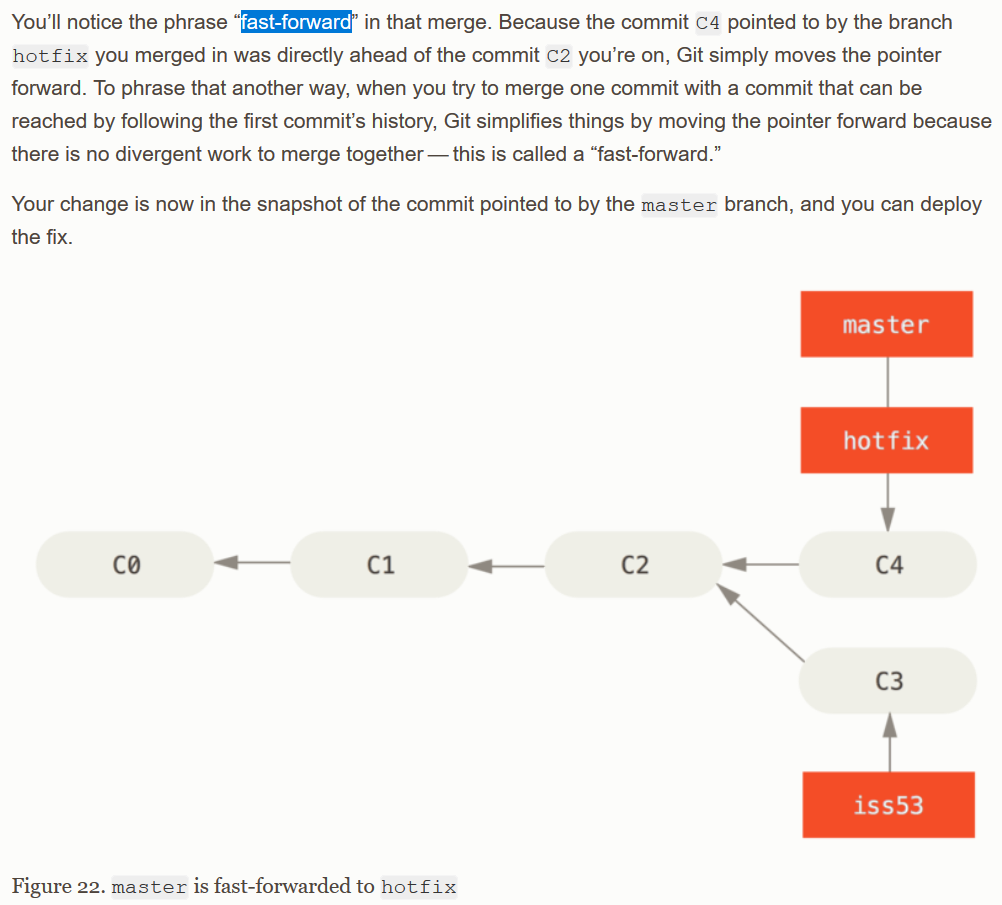 You’ll notice the phrase “fast-forward” in that merge. Because the commit C4 pointed to by the branch
hotfix you merged in was directly ahead of the commit C2 you’re on, Git simply moves the pointer
forward. To phrase that another way, when you try to merge one commit with a commit that can be
reached by following the first commit’s history, Git simplifies things by moving the pointer forward because
there is no divergent work to merge together — this is called a “fast-forward.”
Your change is now in the snapshot of the commit pointed to by the master branch, and you can deploy
the fix.
master
hotfix
C0 C1 C2 C4
C3
iss53
Figure 22. master is fast-forwarded to hotfix